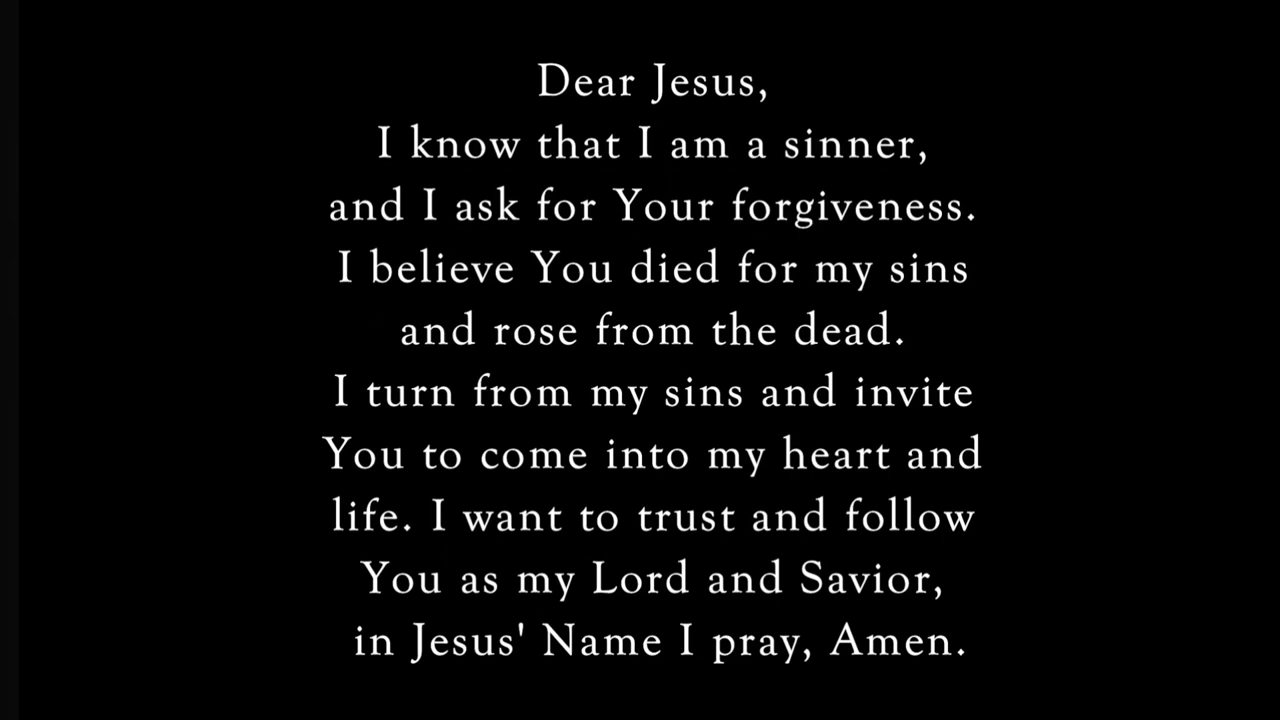 Dear Jesus,
I know that I am a sinner,
and I ask for Your forgiveness.
I believe You died for my sins
and rose from the dead.
I turn from my sins and invite
You to come into my heart and
life. I want to trust and follow
You as my Lord and Savior,
in Jesus' Name I pray, Amen.